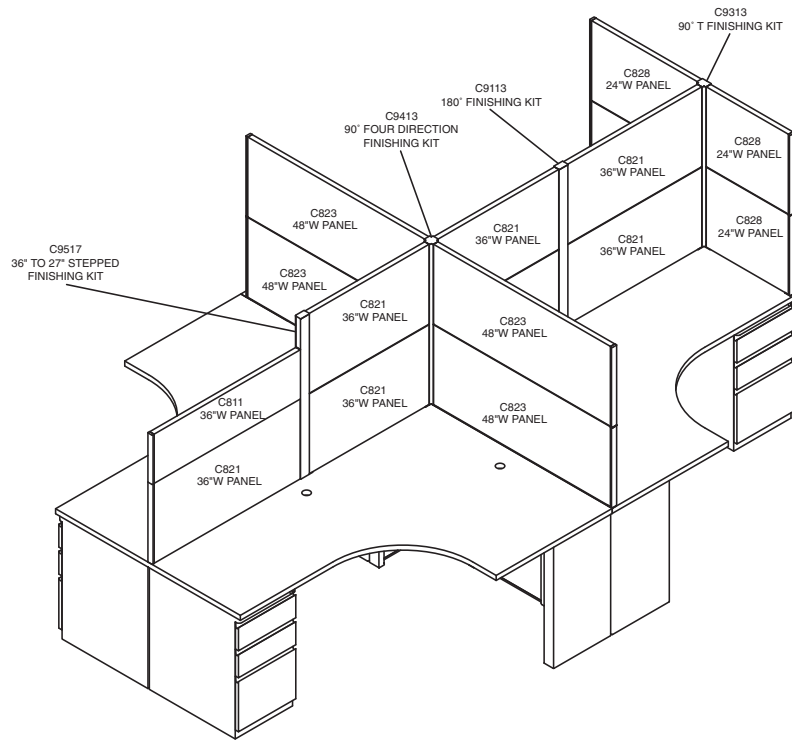 C9313
90˚ T FINISHING KIT
C828
24"W PANEL
C9113
180˚ FINISHING KIT
C9413
90˚ FOUR DIRECTION
FINISHING KIT
C828
24"W PANEL
C821
36"W PANEL
C823
48"W PANEL
C821
36"W PANEL
C828
24"W PANEL
C821
36"W PANEL
C9517
36" TO 27" STEPPED
FINISHING KIT
C823
48"W PANEL
C821
36"W PANEL
C823
48"W PANEL
C811
36"W PANEL
C821
36"W PANEL
C823
48"W PANEL
C821
36"W PANEL